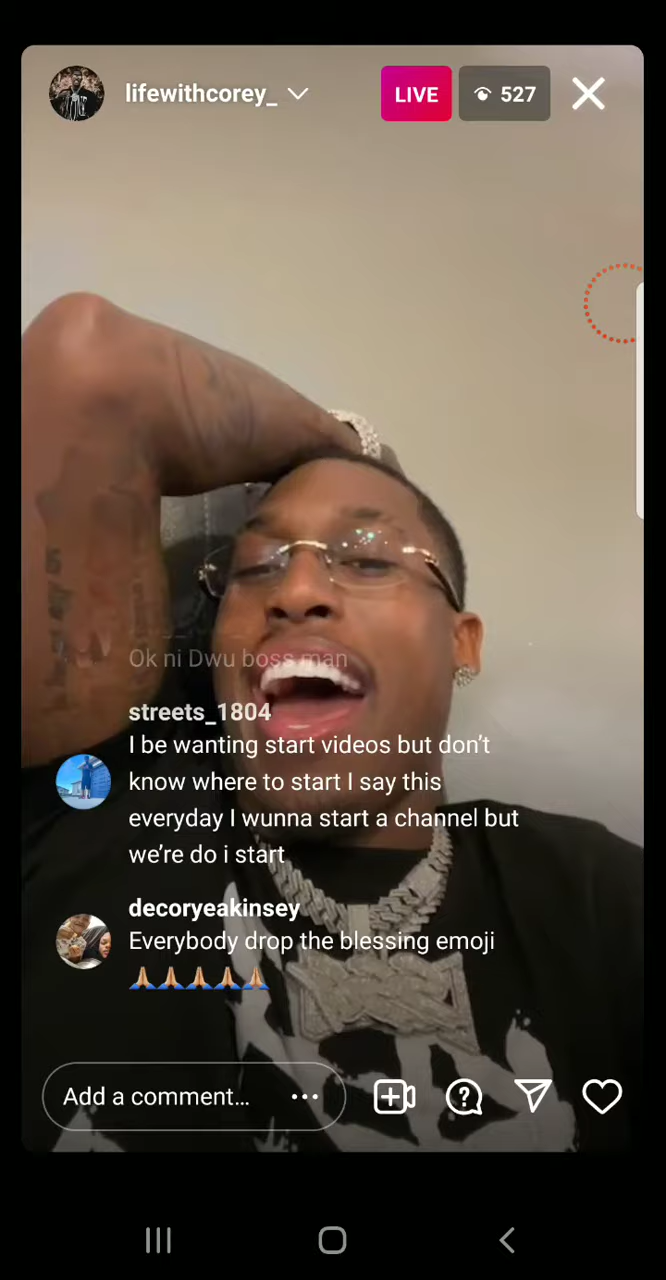 lifewithcorey_
LIVE
527
Ok ni Dwu boss man
streets_1804
I be wanting start videos but don't
know where to start I say this
everyday I wunna start a channel but
we're do i start
decoryeakinsey
Everybody drop the blessing emoji
🙏🏼🙏🏼🙏🏼🙏🏼🙏🏼
Add a comment...